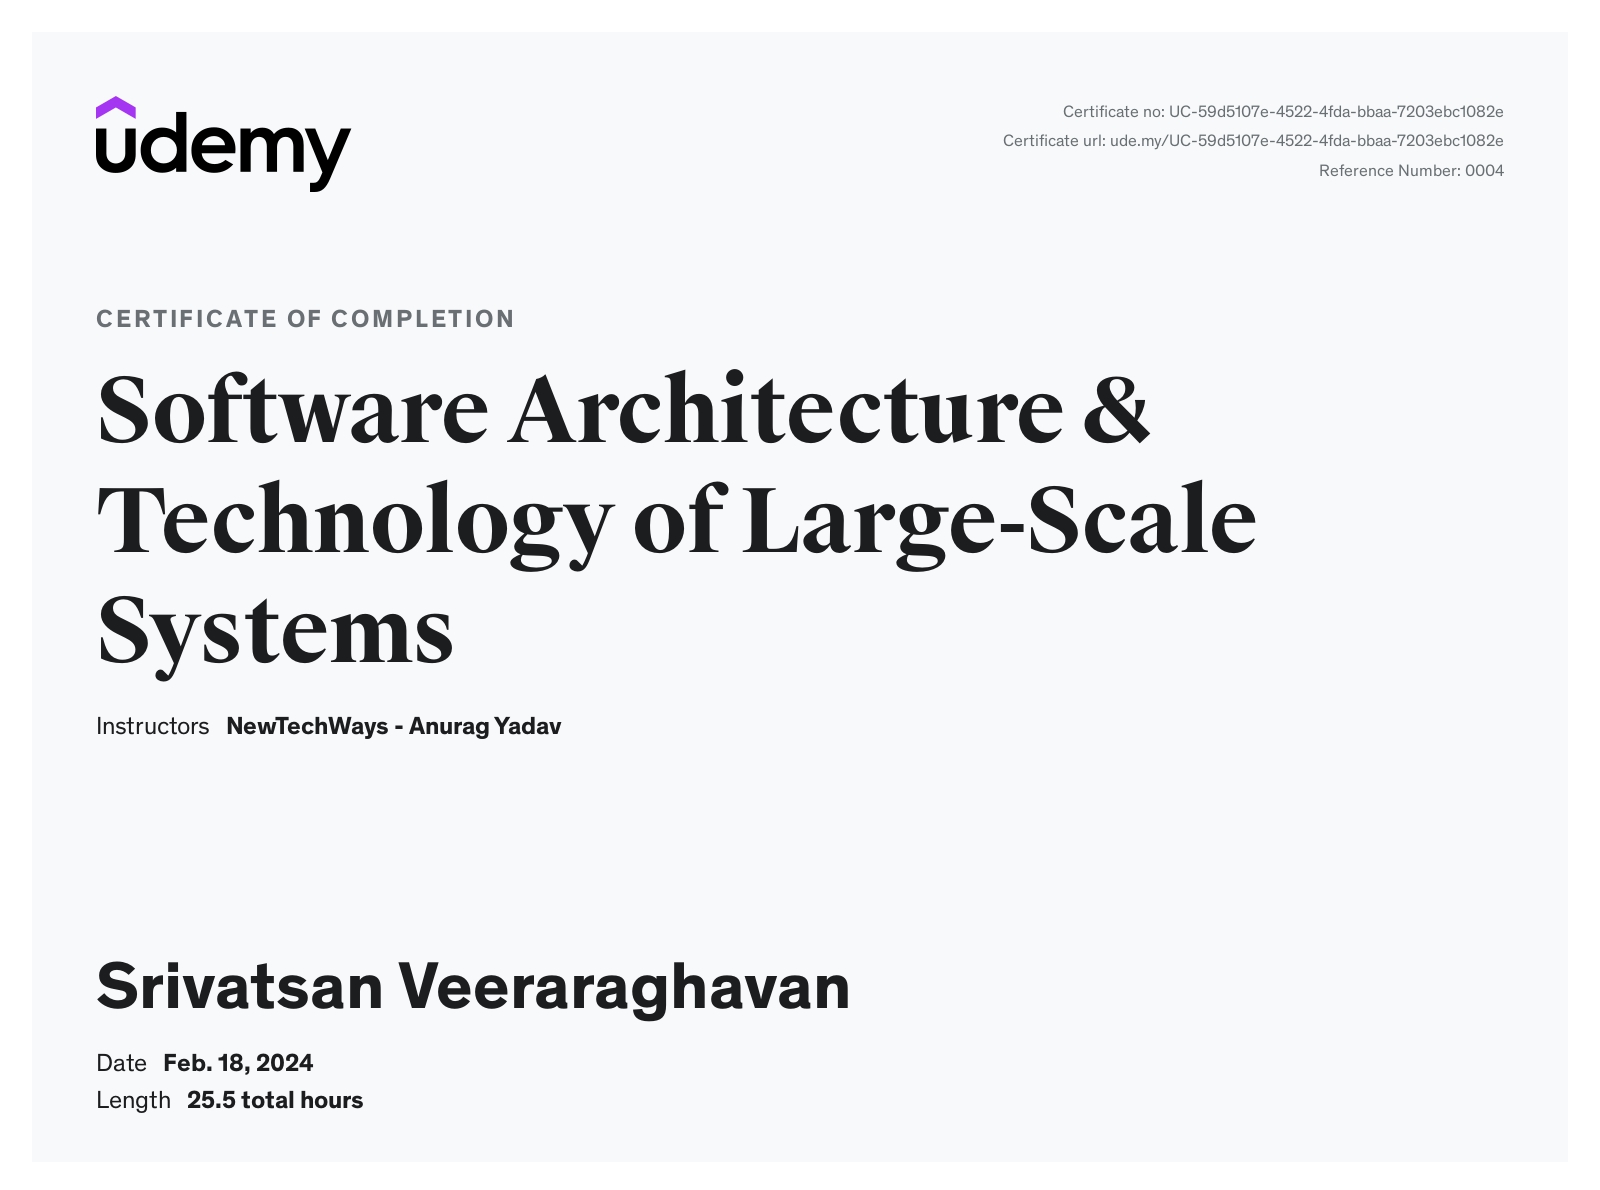 udemy
Certificate no: UC-59d5107e-4522-4fda-bbaa-7203ebc1082e
Certificate url: ude.my/UC-59d5107e-4522-4fda-bbaa-7203ebc1082e
Reference Number: 0004
CERTIFICATE OF COMPLETION
Software Architecture &
Technology of Large-Scale
Systems
Instructors NewTechWays - Anurag Yadav
Srivatsan Veeraraghavan
Date Feb. 18, 2024
Length 25.5 total hours